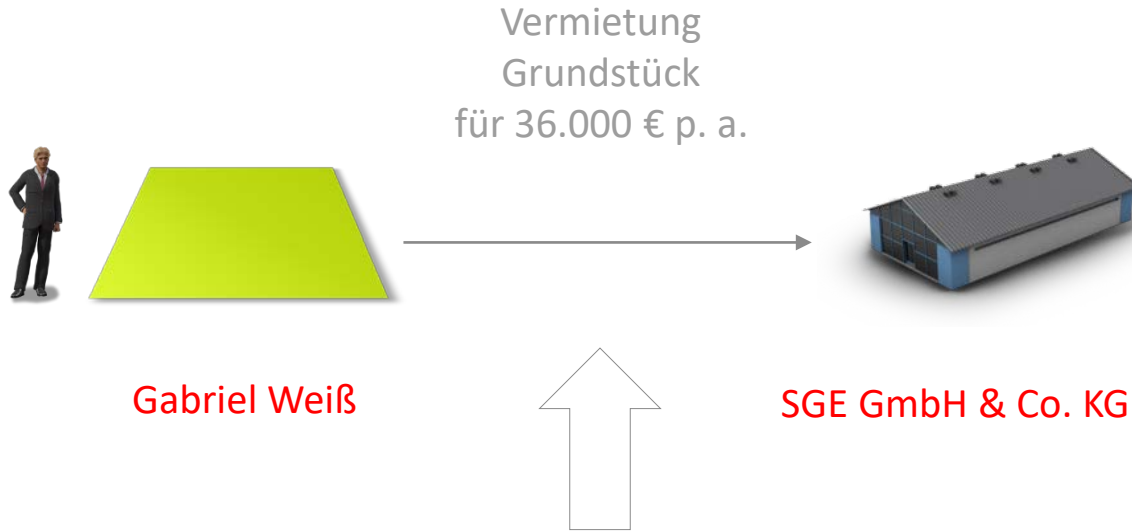 Vermietung
Grundstück
für 36.000 € p. a.
Gabriel Weiß
SGE GmbH & Co. KG